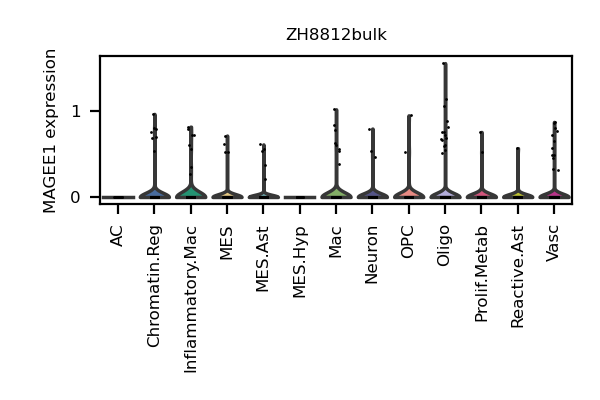 ZH8812bulk
MAGEE1 expression
1
0
AC
Chromatin.Reg
Inflammatory.Mac
MES
MES.Ast
MES.Hyp
Mac
Neuron
OPC
Oligo
Prolif.Metab
Reactive.Ast
Vasc